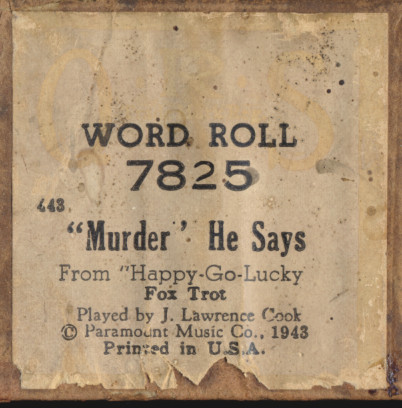 WORD ROLL
7825
443
"Murder" He Says
From "Happy-Go-Lucky
Fox Trot
Played by J. Lawrence Cook
© Paramount Music Co., 1943
Printed in U.S.A.